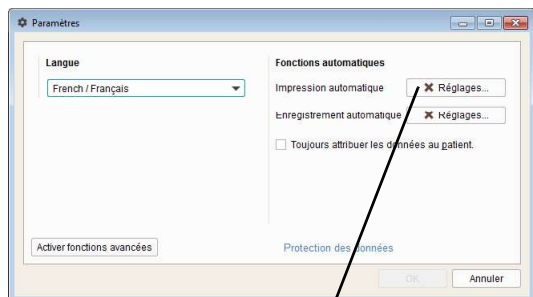 Paramètres
Langue
French / Français
Fonctions automatiques
Impression automatique
Réglages...
Enregistrement automatique
Réglages...
Toujours attribuer les données au patient.
Activer fonctions avancées
Protection des données
OK
Annuler